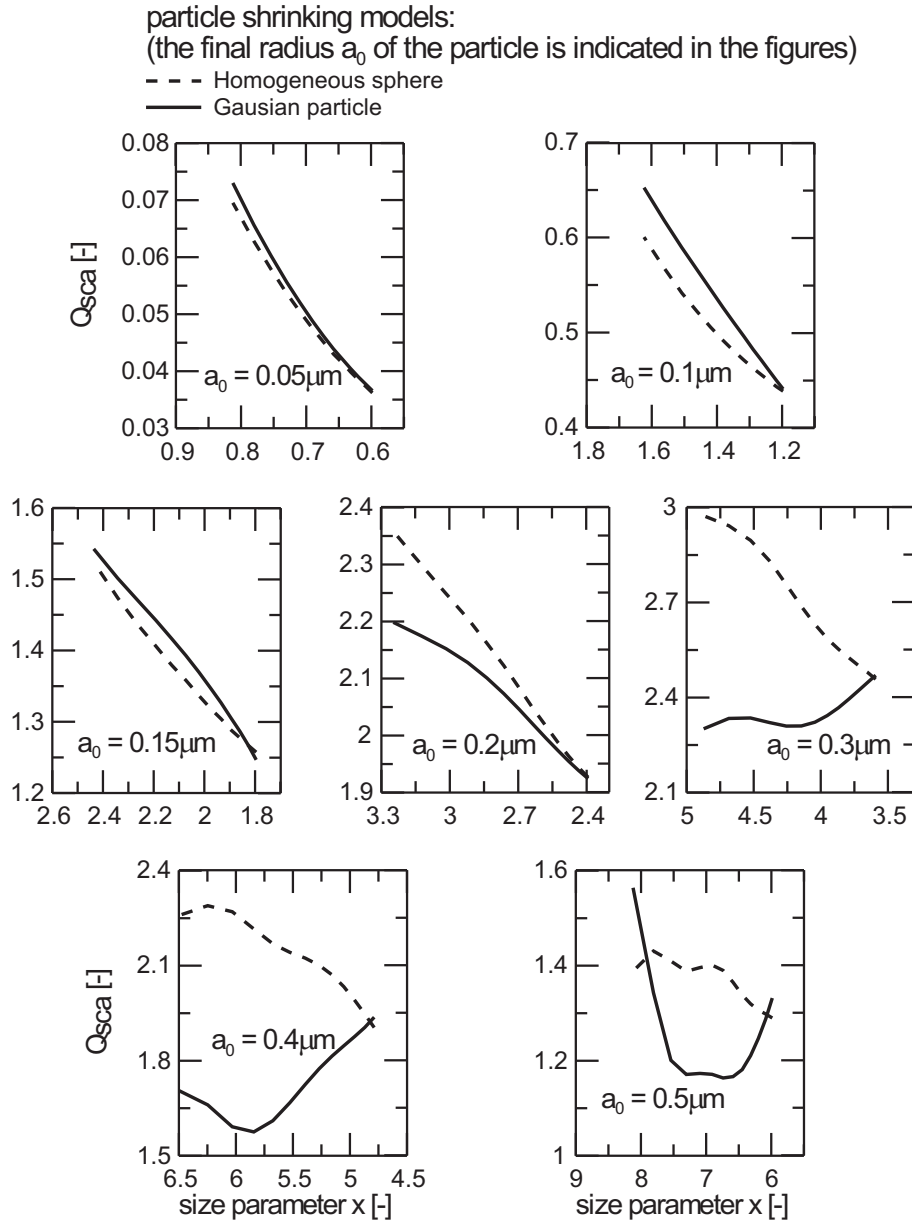 particle shrinking models:
(the final radius a₀ of the particle is indicated in the figures)
Homogeneous sphere
Gausian particle
0.08
0.07
0.06
0.05
0.04
0.03
Qsca [-]
a₀ = 0.05μm
0.9 0.8 0.7 0.6
0.7
0.6
0.5
0.4
a₀ = 0.1μm
1.8 1.6 1.4 1.2
1.6
1.5
1.4
1.3
1.2
a₀ = 0.15μm
2.6 2.4 2.2 2 1.8
2.4
2.3
2.2
2.1
2
1.9
a₀ = 0.2μm
3.3 3 2.7 2.4
3
2.7
2.4
2.1
a₀ = 0.3μm
5 4.5 4 3.5
2.4
2.1
1.8
1.5
Qsca [-]
a₀ = 0.4μm
6.5 6 5.5 5 4.5
size parameter x [-]
1.6
1.4
1.2
1
a₀ = 0.5μm
9 8 7 6
size parameter x [-]